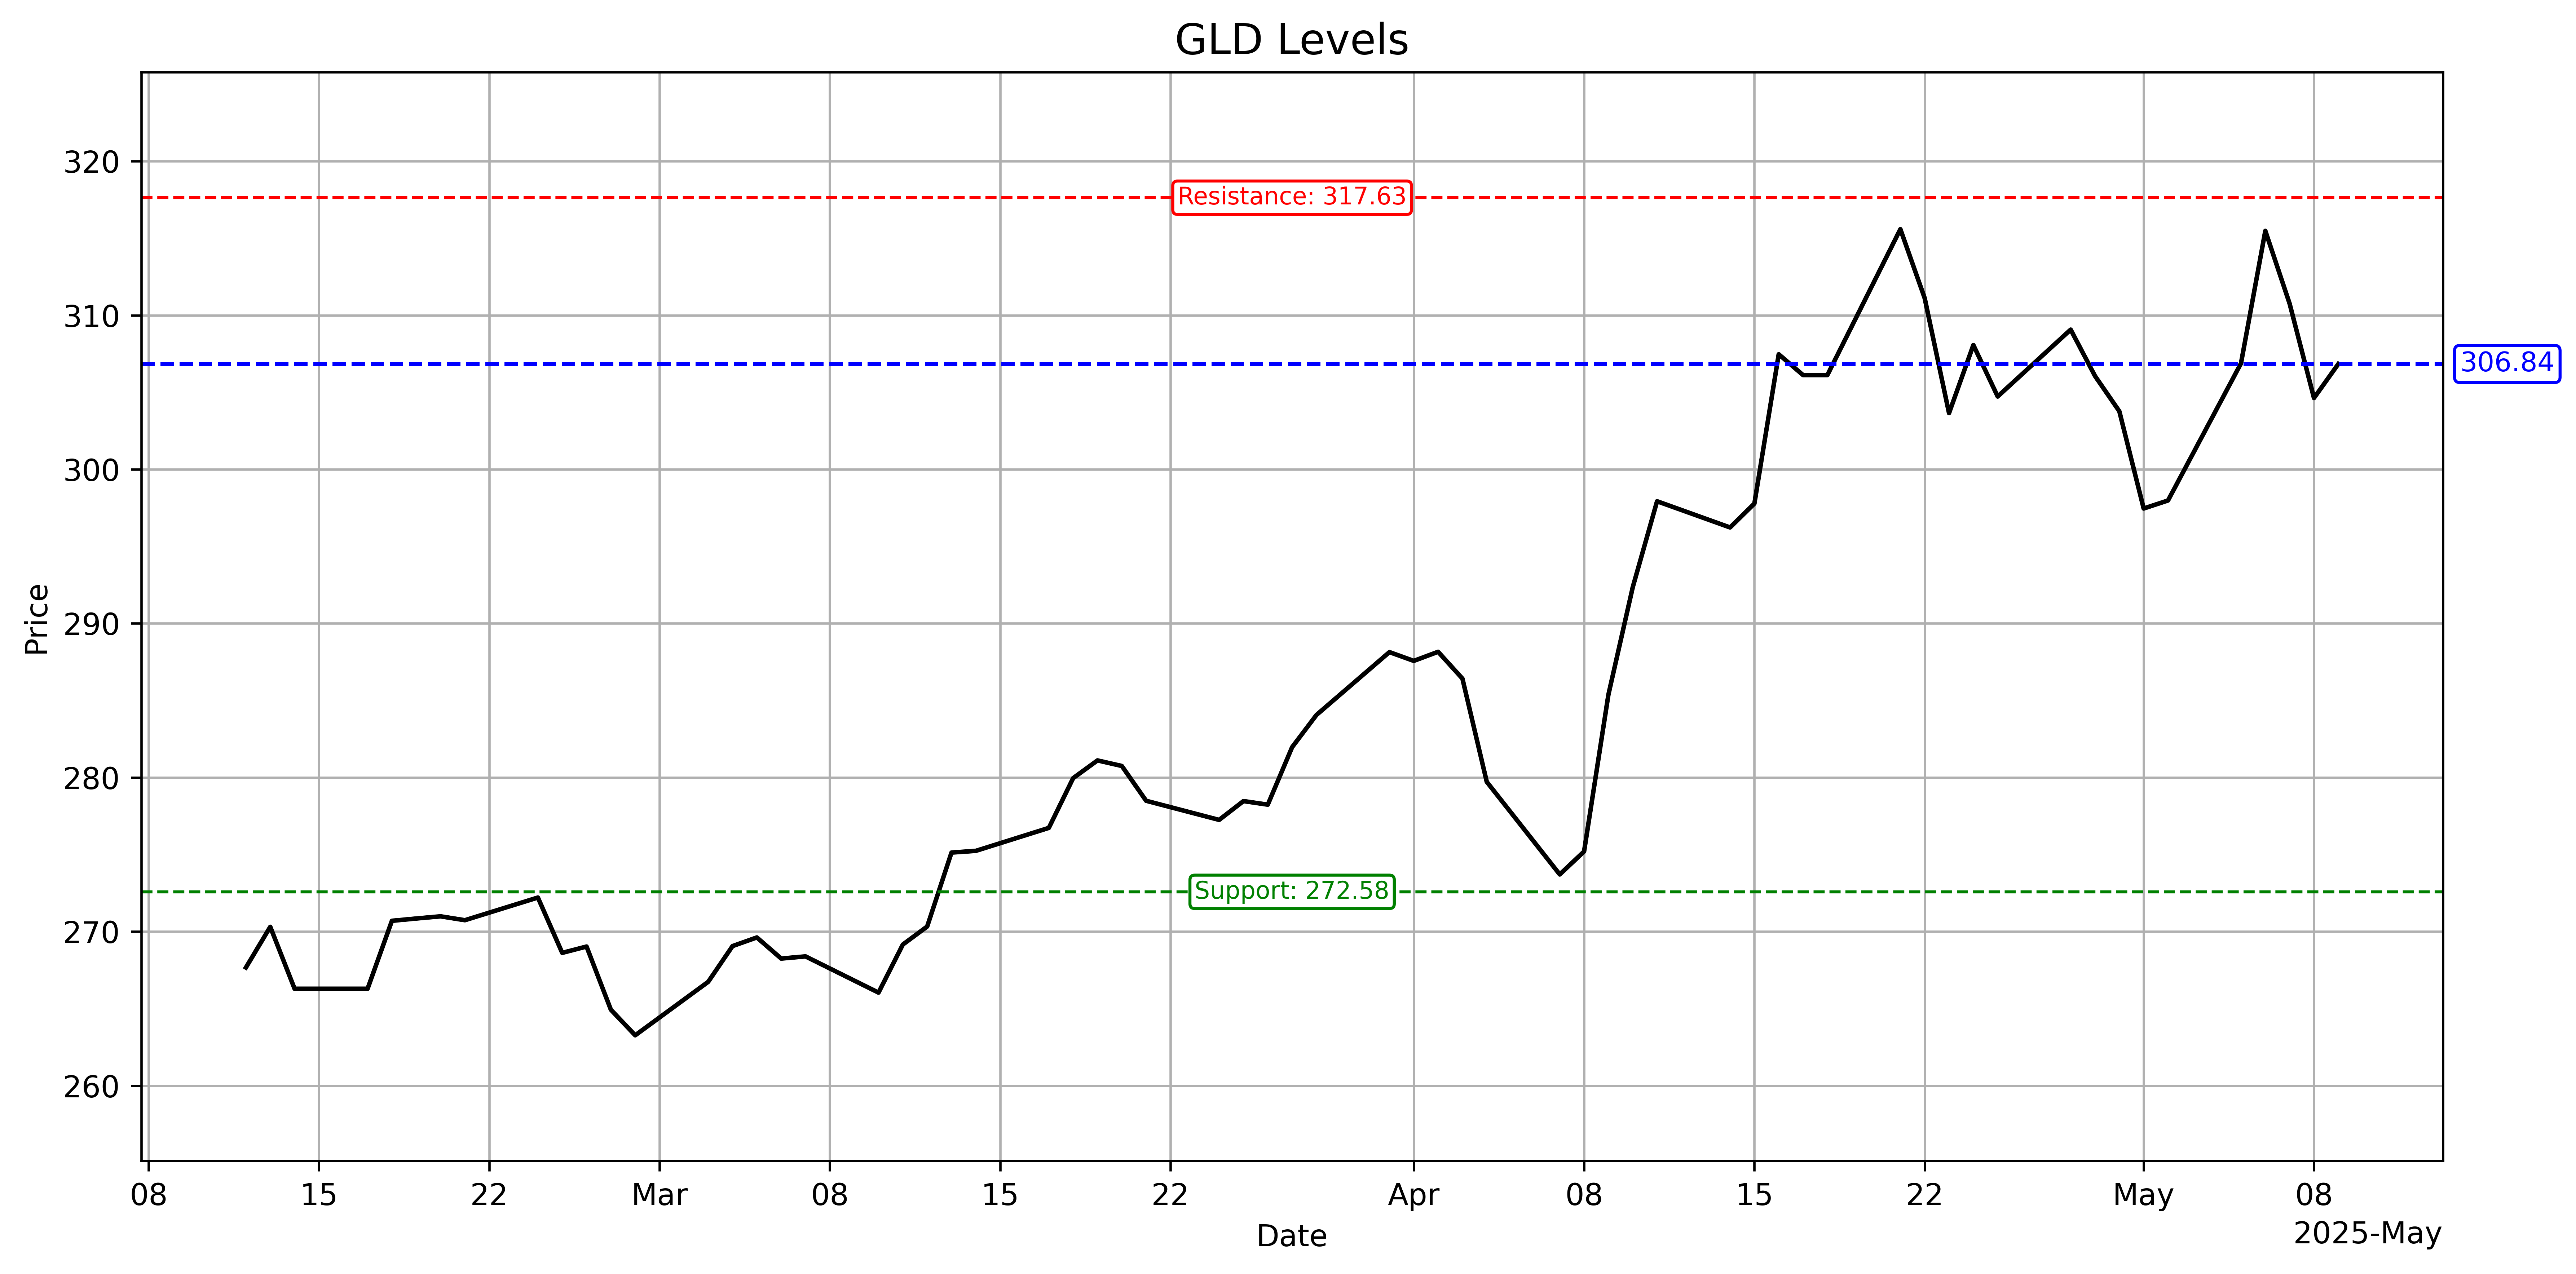 GLD Levels
320
Resistance: 317.63
310
306.84
300
290
280
Support: 272.58
270
260
Price
08 15 22 Mar 08 15 22 Apr 08 15 22 May 08
2025-May
Date